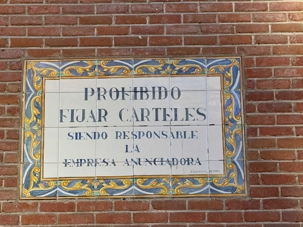 PROHIBIDO
FIJAR CARTELES
SIENDO RESPONSABLE
LA
EMPRESA ANUNCIADORA